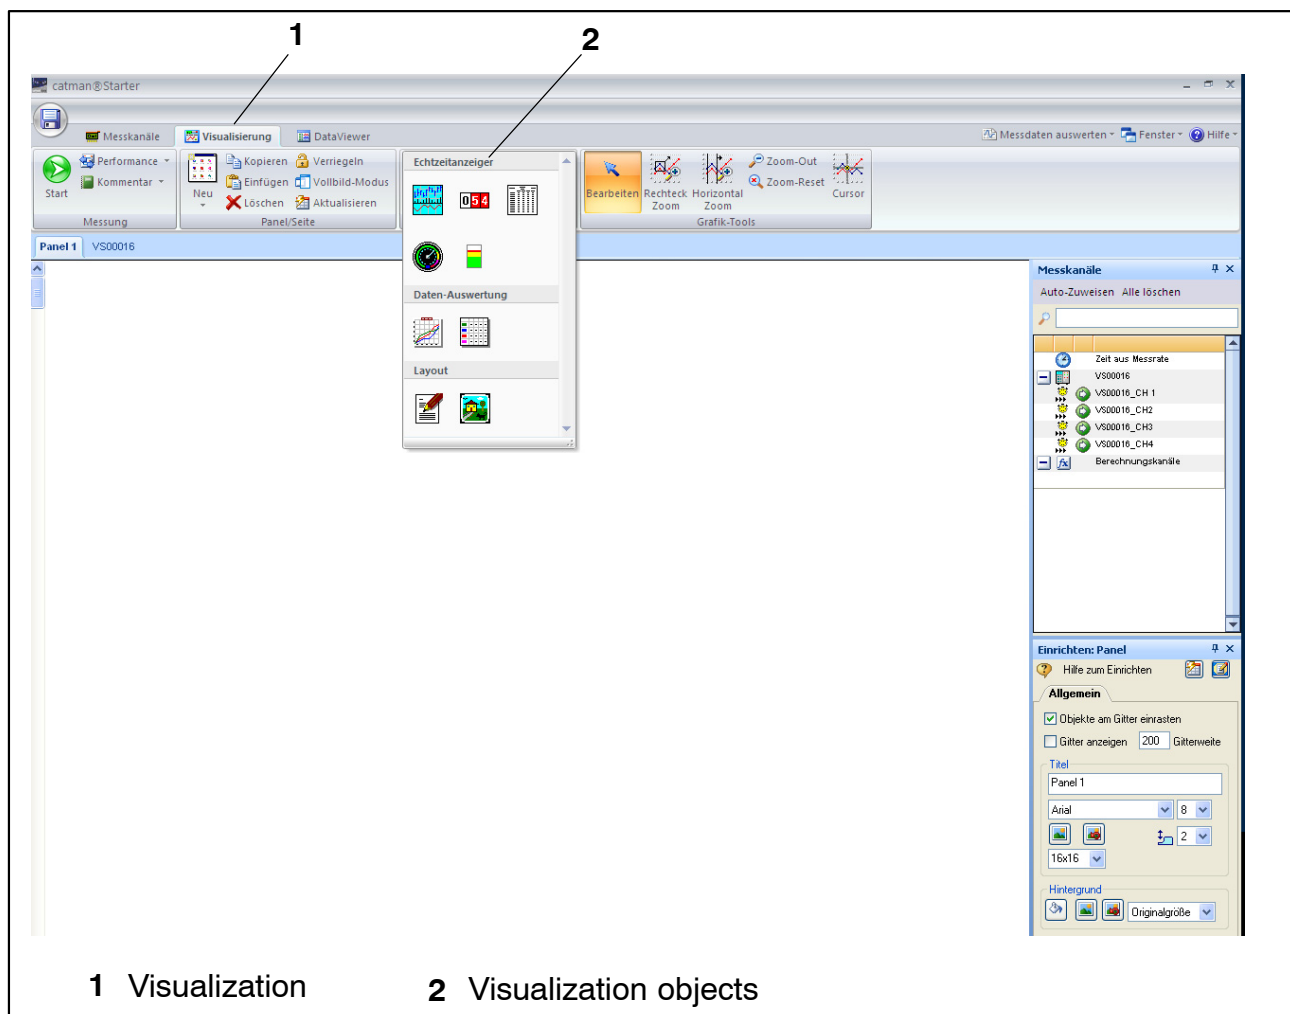 1 2
catman®Starter
Messkanäle Visualisierung DataViewer Messdaten auswerten Fenster Hilfe
Start Performance Kommentar Messung
Neu Kopieren Einfügen Löschen Verriegeln Vollbild-Modus Aktualisieren Panel/Seite
Echtzeitanzeiger
054
Daten-Auswertung
Layout
Bearbeiten Rechteck Zoom Horizontal Zoom Zoom-Out Zoom-Reset Cursor
Grafik-Tools
Panel 1 VS00016
Messkanäle
Auto-Zuweisen Alle löschen
Zeit aus Messrate
VS00016
VS00016_CH 1
VS00016_CH2
VS00016_CH3
VS00016_CH4
fx Berechnungskanäle
Einrichten: Panel
Hilfe zum Einrichten
Allgemein
Objekte am Gitter einrasten
Gitter anzeigen 200 Gitterweite
Titel
Panel 1
Arial 8
2
16x16
Hintergrund
Originalgröße
1 Visualization 2 Visualization objects